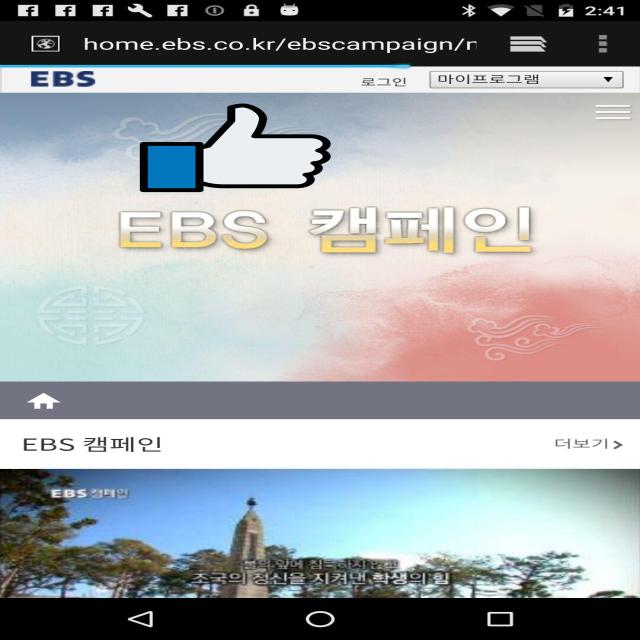 2:41
home.ebs.co.kr/ebscampaign/r
EBS 로그인 마이프로그램
EBS 캠페인
EBS 캠페인 더보기
EBS 캠페인
조국의 정신을 지켜낸 학생의 힘